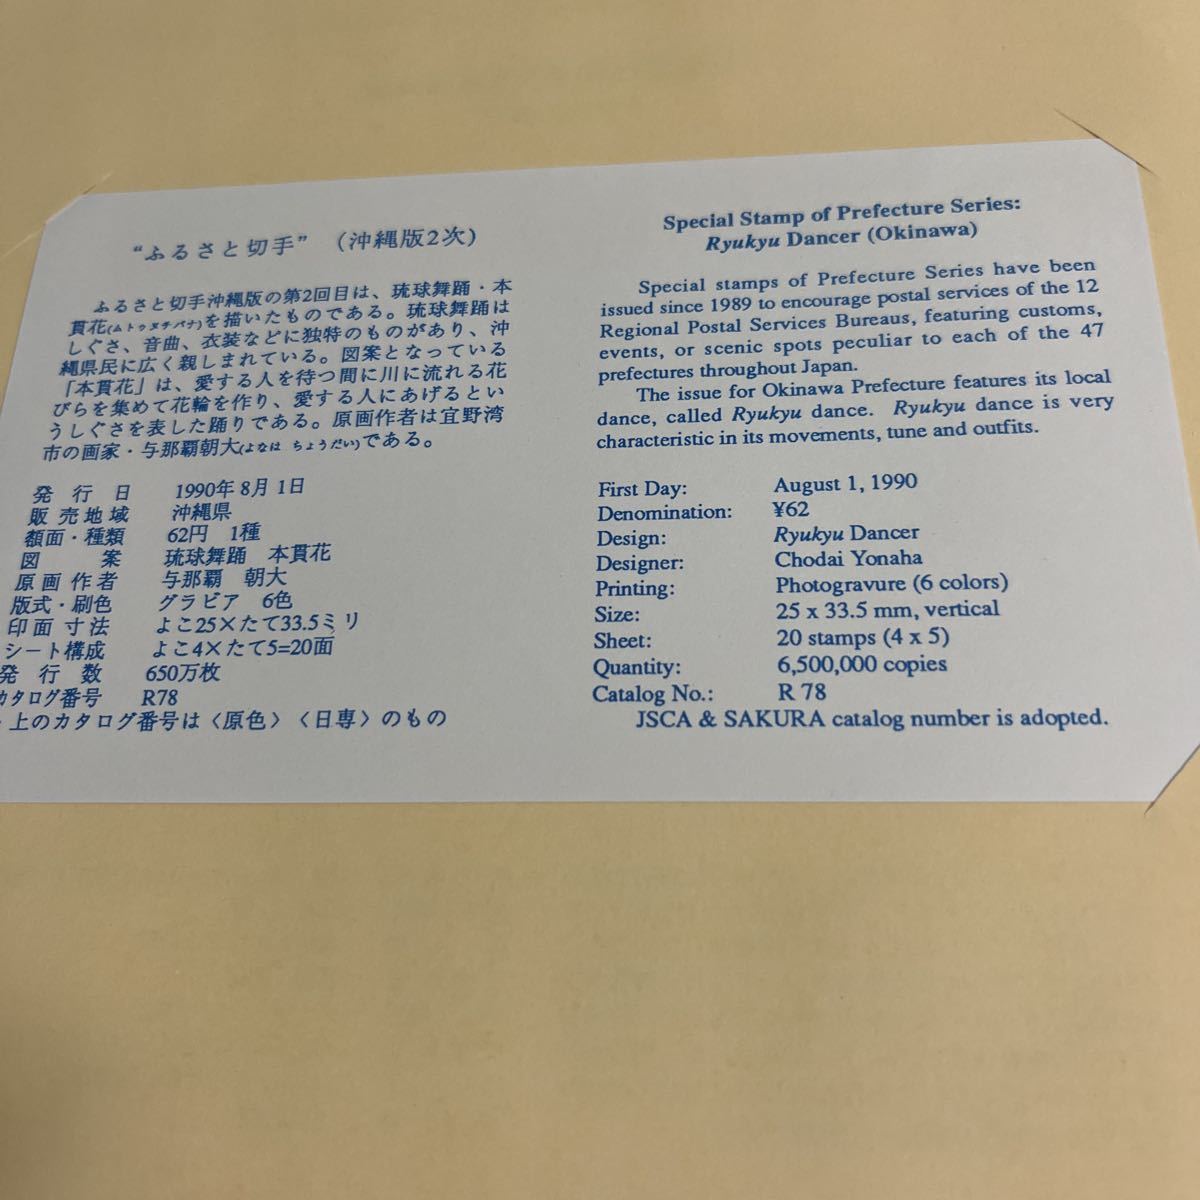 “ふるさと切手” (沖縄版2次)
ふるさと切手沖縄版の第2回目は、琉球舞踊・本
貫花(ムトゥヌチバナ)を描いたものである。琉球舞踊は
しぐさ、音曲、衣装などに独特のものがあり、沖
縄県民に広く親しまれている。図案となっている
「本貫花」は、愛する人を待つ間に川に流れる花
びらを集めて花輪を作り、愛する人にあげるとい
うしぐさを表した踊りである。原画作者は宜野湾
市の画家・与那覇朝大(よなは ちょうだい)である。
発行日 1990年8月1日
販売地域 沖縄県
額面・種類 62円 1種
図案 琉球舞踊 本貫花
原画作者 与那覇 朝大
版式・刷色 グラビア 6色
印面寸法 よこ25×たて33.5ミリ
シート構成 よこ4×たて5=20面
発行数 650万枚
カタログ番号 R78
上のカタログ番号は〈原色〉〈日専〉のもの
Special Stamp of Prefecture Series:
Ryukyu Dancer (Okinawa)
Special stamps of Prefecture Series have been
issued since 1989 to encourage postal services of the 12
Regional Postal Services Bureaus, featuring customs,
events, or scenic spots peculiar to each of the 47
prefectures throughout Japan.
The issue for Okinawa Prefecture features its local
dance, called Ryukyu dance. Ryukyu dance is very
characteristic in its movements, tune and outfits.
First Day: August 1, 1990
Denomination: ¥62
Design: Ryukyu Dancer
Designer: Chodai Yonaha
Printing: Photogravure (6 colors)
Size: 25 x 33.5 mm, vertical
Sheet: 20 stamps (4 x 5)
Quantity: 6,500,000 copies
Catalog No.: R 78
JSCA & SAKURA catalog number is adopted.